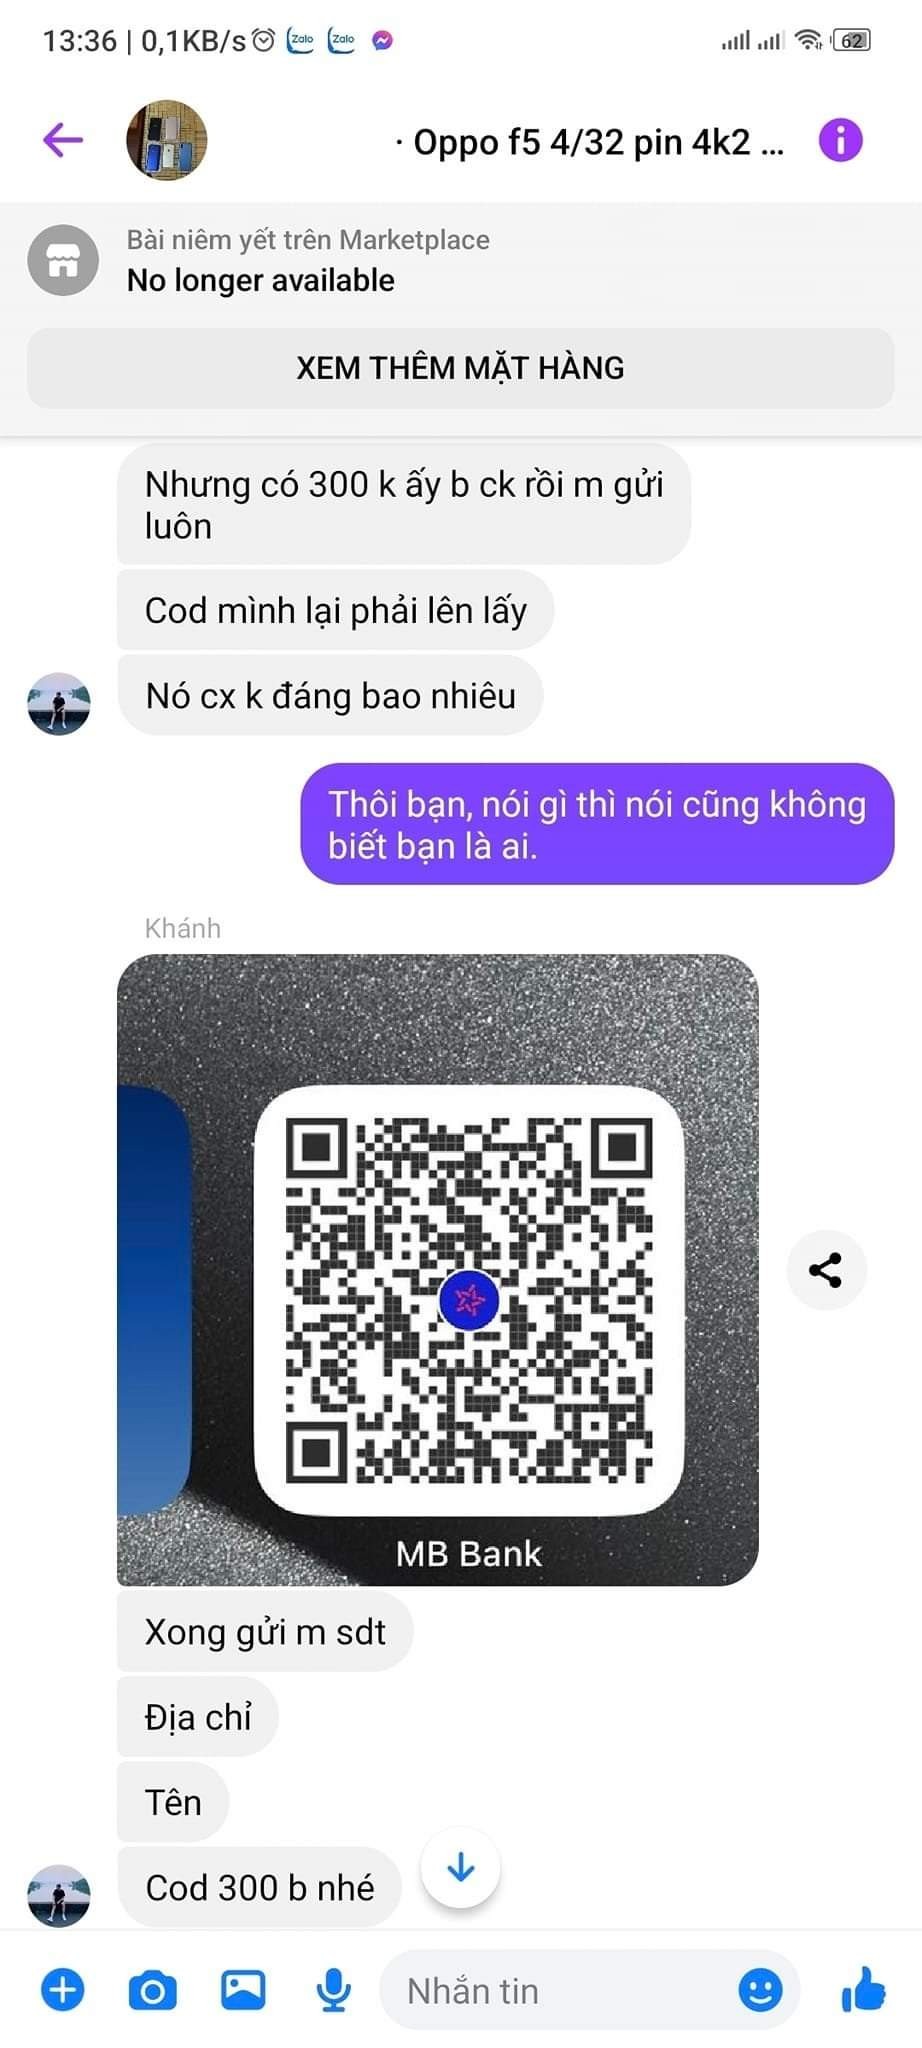 13:36 | 0,1KB/s
Zalo
Zalo
62
· Oppo f5 4/32 pin 4k2 ...
Bài niêm yết trên Marketplace
No longer available
XEM THÊM MẶT HÀNG
Nhưng có 300 k ấy b ck rồi m gửi
luôn
Cod mình lại phải lên lấy
Nó cx k đáng bao nhiêu
Thôi bạn, nói gì thì nói cũng không
biết bạn là ai.
Khánh
MB Bank
Xong gửi m sdt
Địa chỉ
Tên
Cod 300 b nhé
Nhắn tin